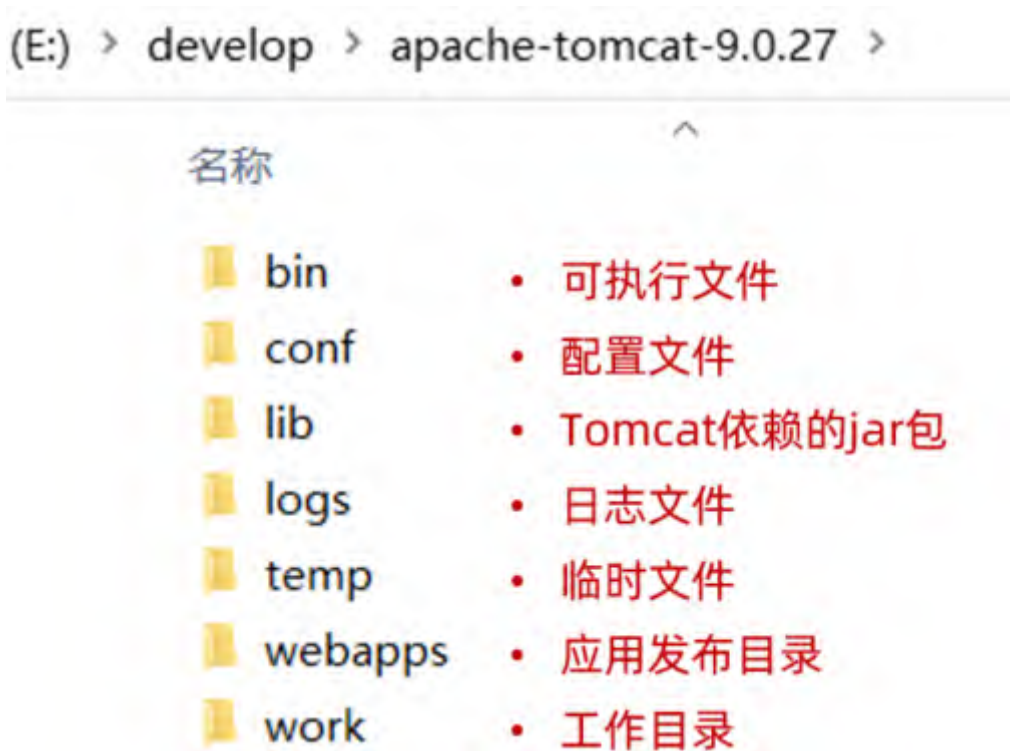 (E:) > develop > apache-tomcat-9.0.27 >
名称
bin • 可执行文件
conf • 配置文件
lib • Tomcat依赖的jar包
logs • 日志文件
temp • 临时文件
webapps • 应用发布目录
work • 工作目录